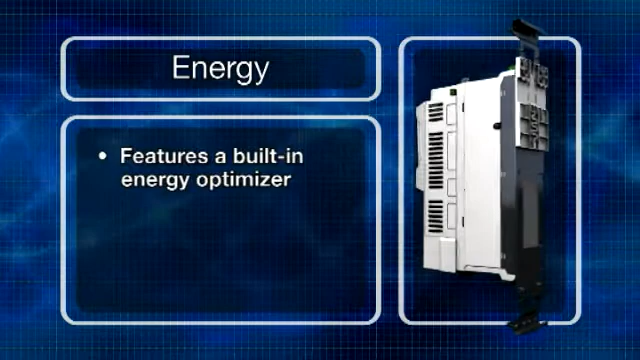 Energy
• Features a built-in
energy optimizer